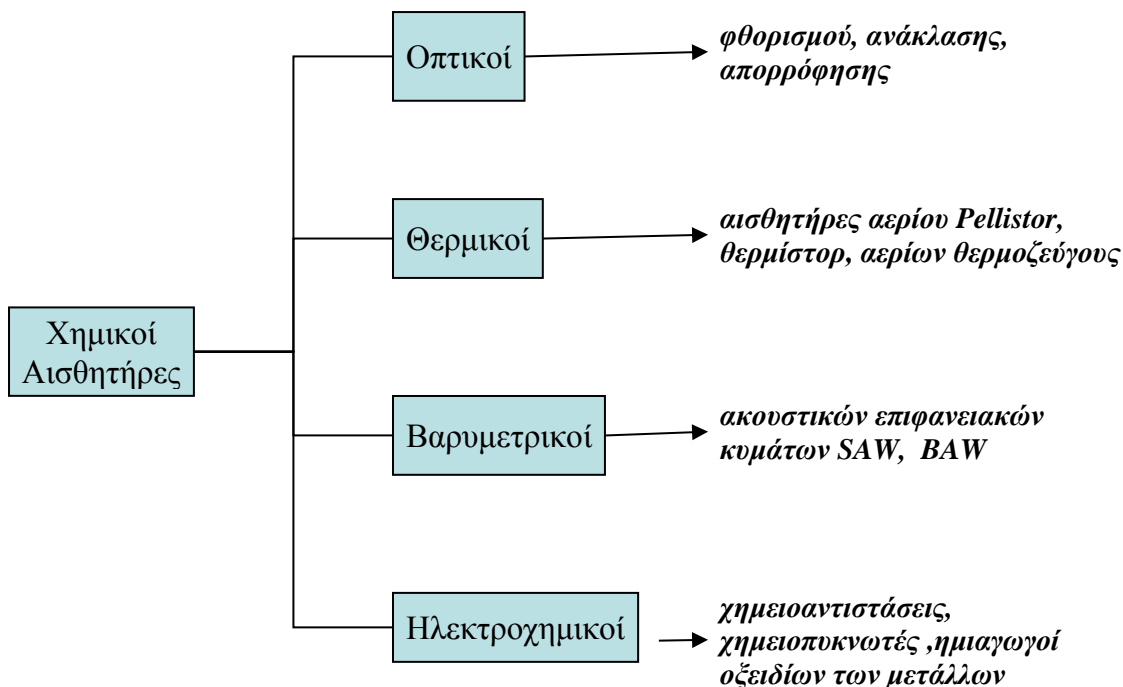 Οπτικοί
φθορισμού, ανάκλασης,
απορρόφησης
Θερμικοί
αισθητήρες αερίου Pellistor,
θερμίστορ, αερίων θερμοζεύγους
Χημικοί
Αισθητήρες
Βαρυμετρικοί
ακουστικών επιφανειακών
κυμάτων SAW, BAW
Ηλεκτροχημικοί
χημειοαντιστάσεις,
χημειοπυκνωτές ,ημιαγωγοί
οξειδίων των μετάλλων